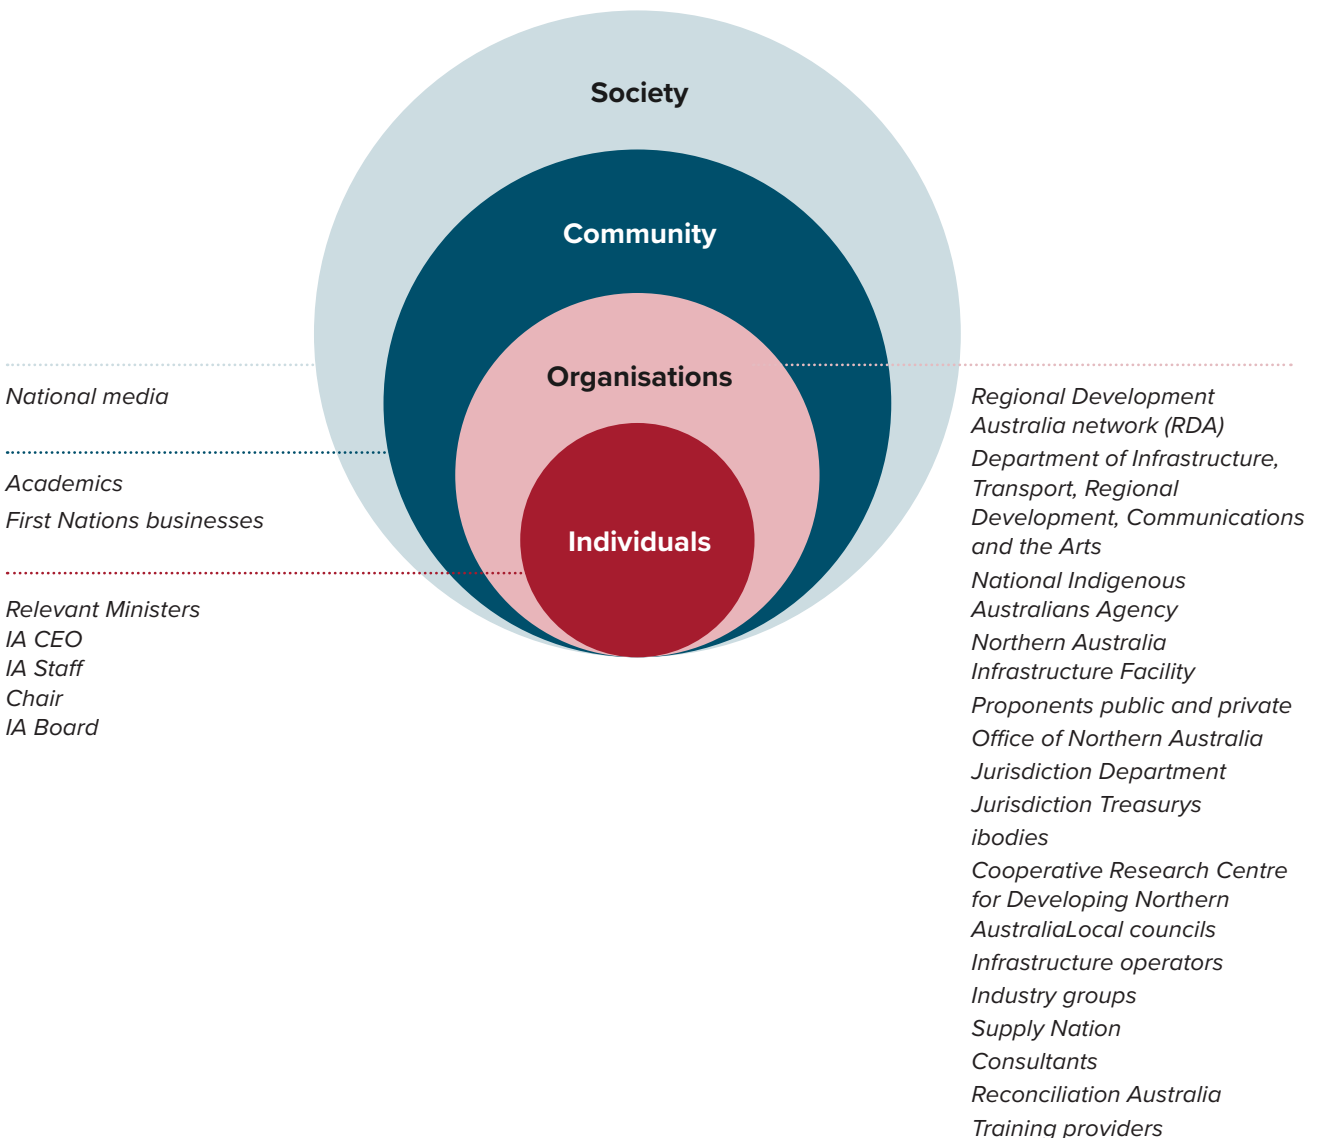 Society
Community
Organisations
Individuals
National media
Academics
First Nations businesses
Relevant Ministers
IA CEO
IA Staff
Chair
IA Board
Regional Development
Australia network (RDA)
Department of Infrastructure,
Transport, Regional
Development, Communications
and the Arts
National Indigenous
Australians Agency
Northern Australia
Infrastructure Facility
Proponents public and private
Office of Northern Australia
Jurisdiction Department
Jurisdiction Treasurys
ibodies
Cooperative Research Centre
for Developing Northern
AustraliaLocal councils
Infrastructure operators
Industry groups
Supply Nation
Consultants
Reconciliation Australia
Training providers